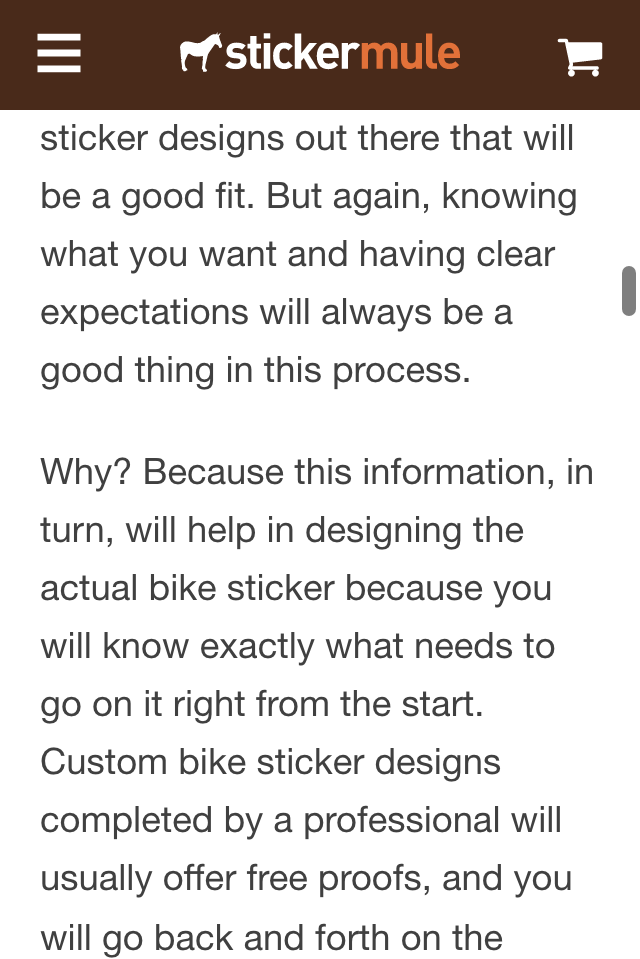 stickermule
sticker designs out there that will
be a good fit. But again, knowing
what you want and having clear
expectations will always be a
good thing in this process.
Why? Because this information, in
turn, will help in designing the
actual bike sticker because you
will know exactly what needs to
go on it right from the start.
Custom bike sticker designs
completed by a professional will
usually offer free proofs, and you
will go back and forth on the